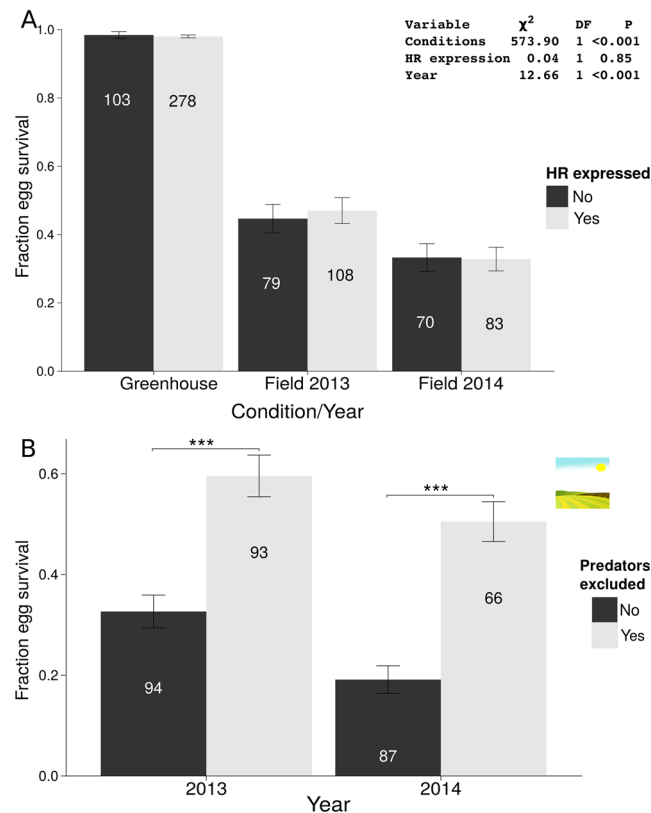 A
Variable χ² DF P
Conditions 573.90 1 <0.001
HR expression 0.04 1 0.85
Year 12.66 1 <0.001
Fraction egg survival
1.0
0.8
0.6
0.4
0.2
0.0
103
278
79
108
70
83
HR expressed
No
Yes
Greenhouse
Field 2013
Field 2014
Condition/Year
B
Fraction egg survival
0.6
0.4
0.2
0.0
***
***
93
66
94
87
Predators
excluded
No
Yes
2013
2014
Year